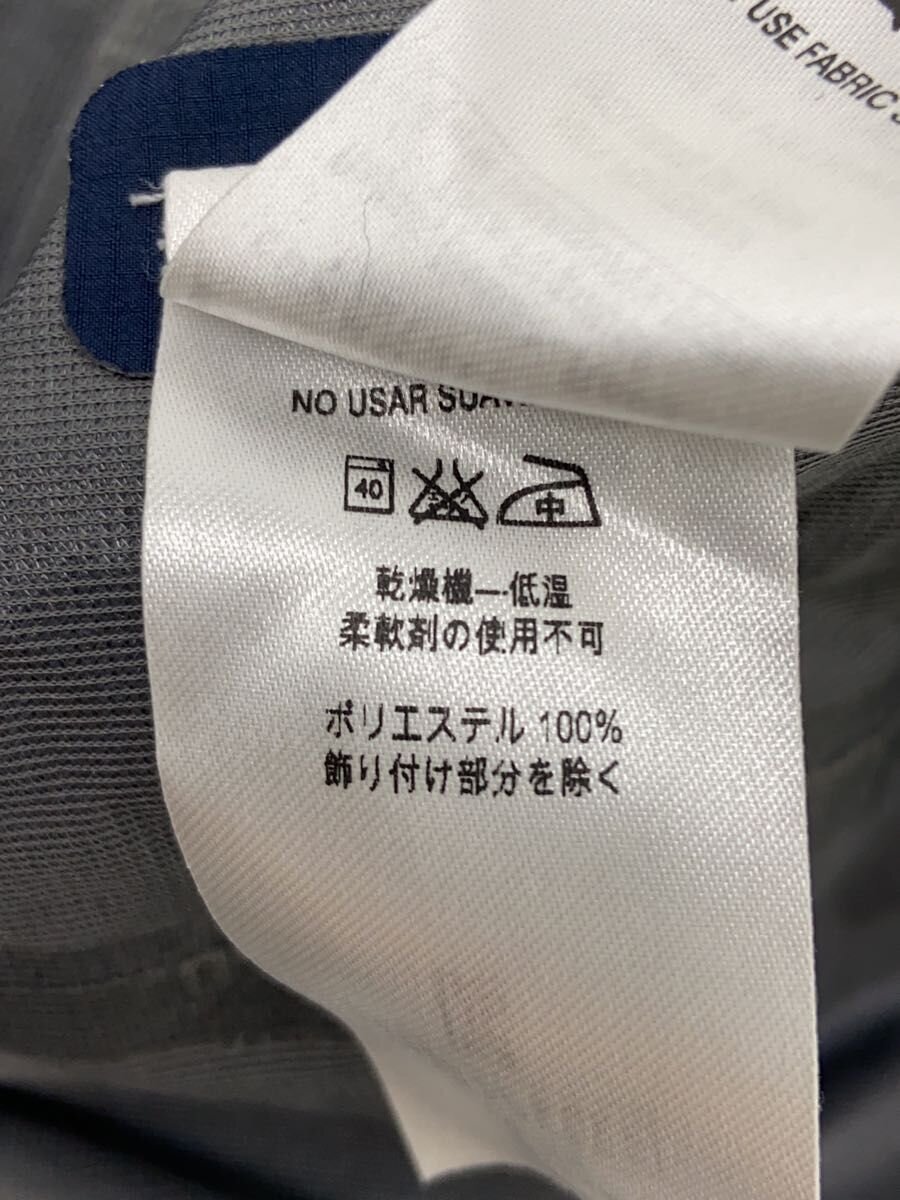 USE FABRIC
NO USAR
40 中
乾燥機—低温
柔軟剤の使用不可
ポリエステル 100%
飾り付け部分を除く